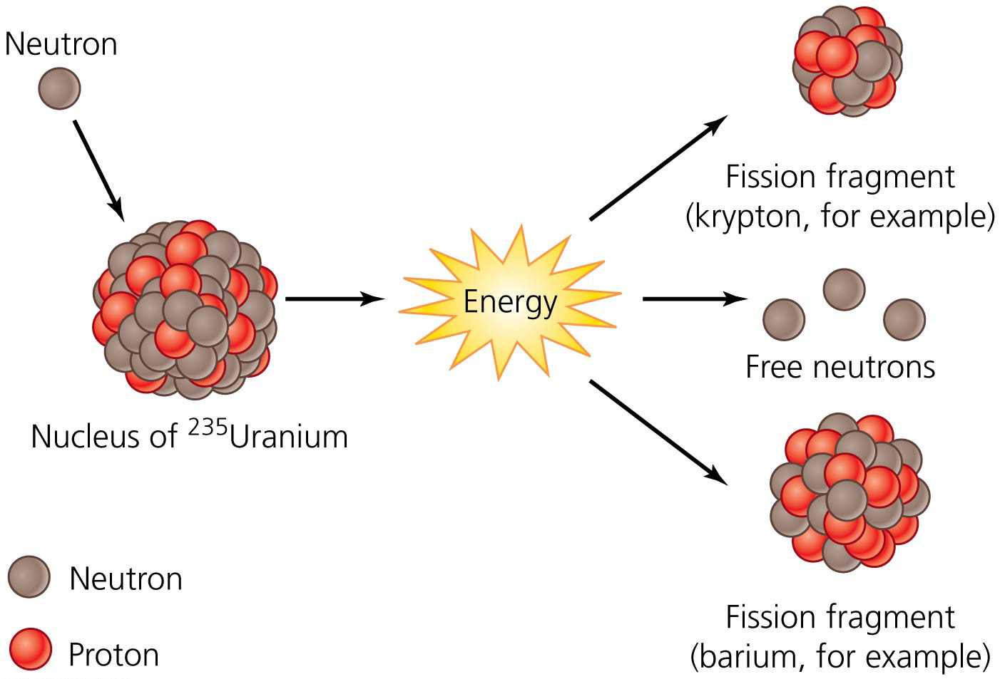 Neutron
Nucleus of ²³⁵Uranium
Energy
Fission fragment
(krypton, for example)
Free neutrons
Fission fragment
(barium, for example)
Neutron
Proton